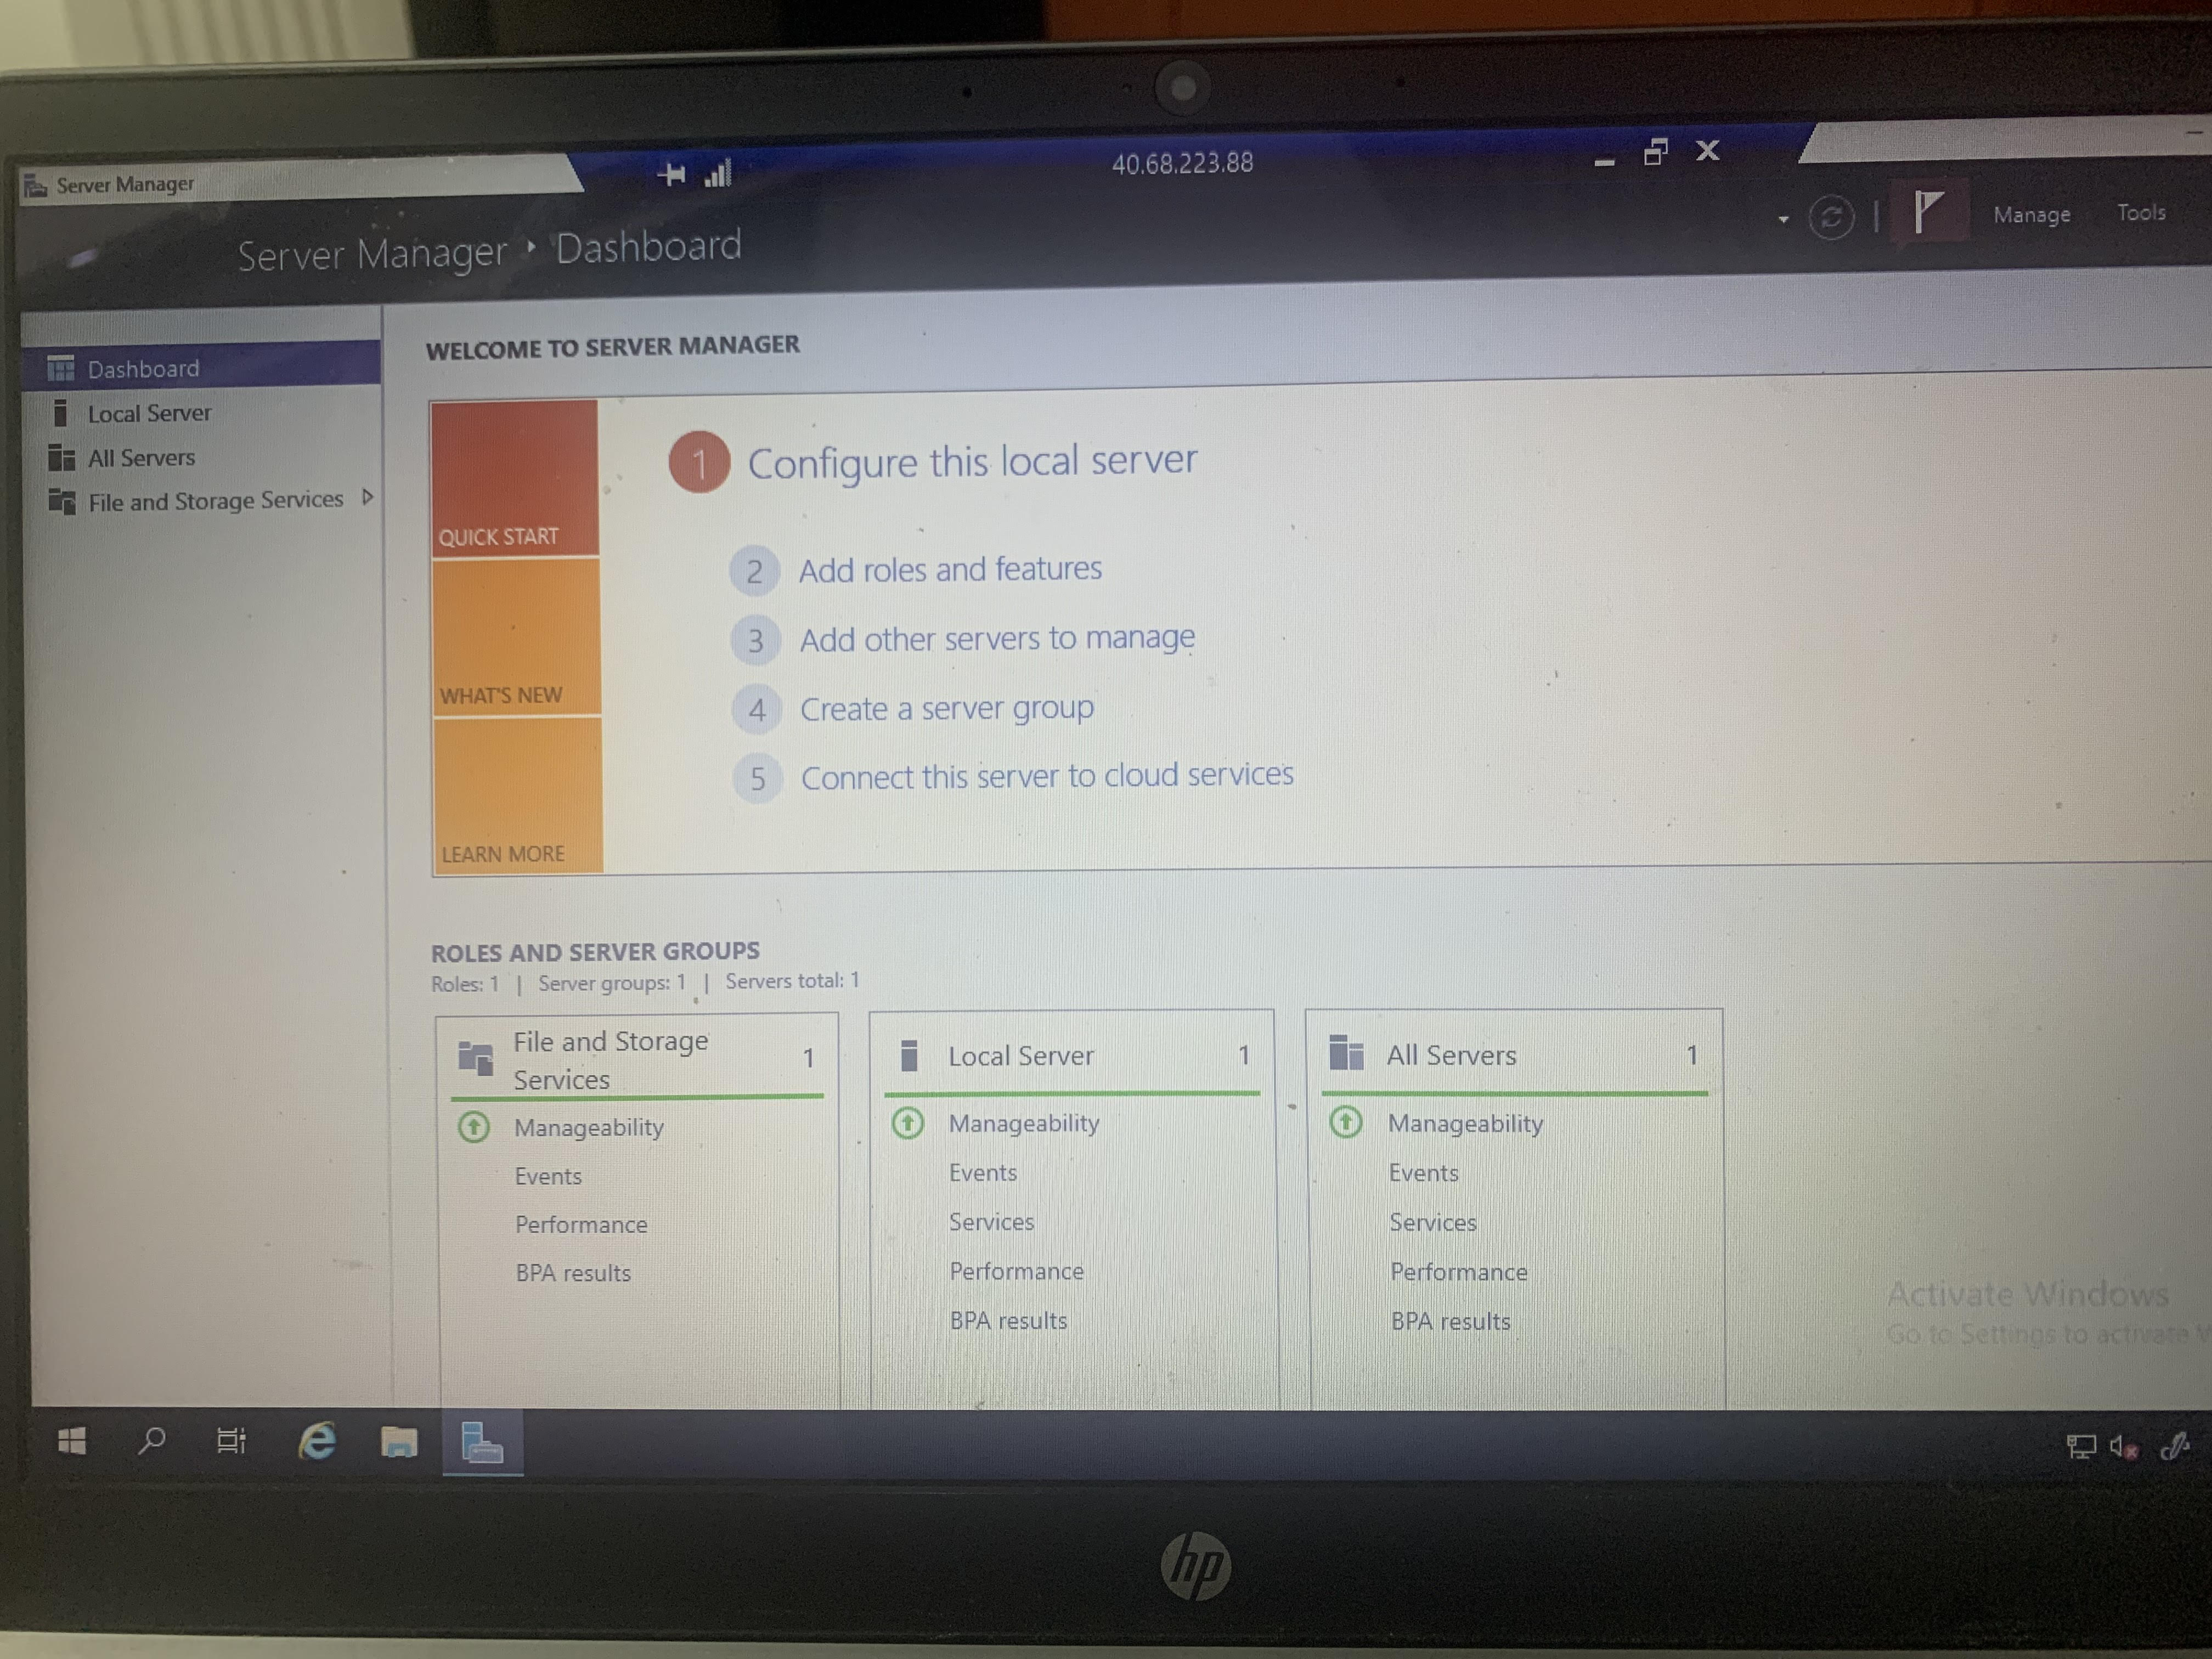 Server Manager
40.68.223.88
Server Manager Dashboard
Manage
Tools
Dashboard
Local Server
All Servers
File and Storage Services
WELCOME TO SERVER MANAGER
QUICK START
WHAT'S NEW
LEARN MORE
1 Configure this local server
2 Add roles and features
3 Add other servers to manage
4 Create a server group
5 Connect this server to cloud services
ROLES AND SERVER GROUPS
Roles: 1 | Server groups: 1 | Servers total: 1
File and Storage Services 1
Manageability
Events
Performance
BPA results
Local Server 1
Manageability
Events
Services
Performance
BPA results
All Servers 1
Manageability
Events
Services
Performance
BPA results
Activate Windows
Go to Settings to activate
hp